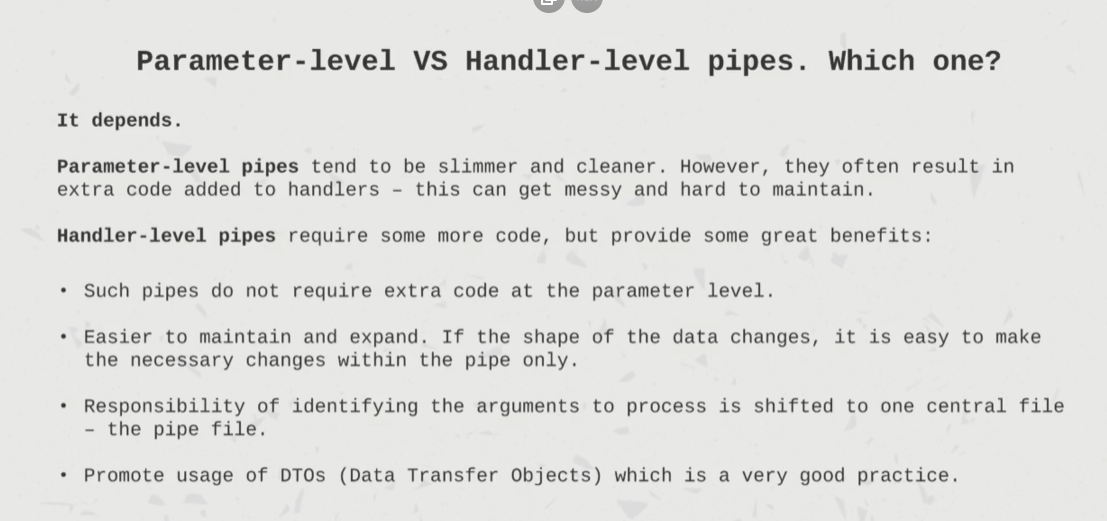 Parameter-level VS Handler-level pipes. Which one?
It depends.
Parameter-level pipes tend to be slimmer and cleaner. However, they often result in
extra code added to handlers – this can get messy and hard to maintain.
Handler-level pipes require some more code, but provide some great benefits:
• Such pipes do not require extra code at the parameter level.
• Easier to maintain and expand. If the shape of the data changes, it is easy to make
the necessary changes within the pipe only.
• Responsibility of identifying the arguments to process is shifted to one central file
– the pipe file.
• Promote usage of DTOs (Data Transfer Objects) which is a very good practice.